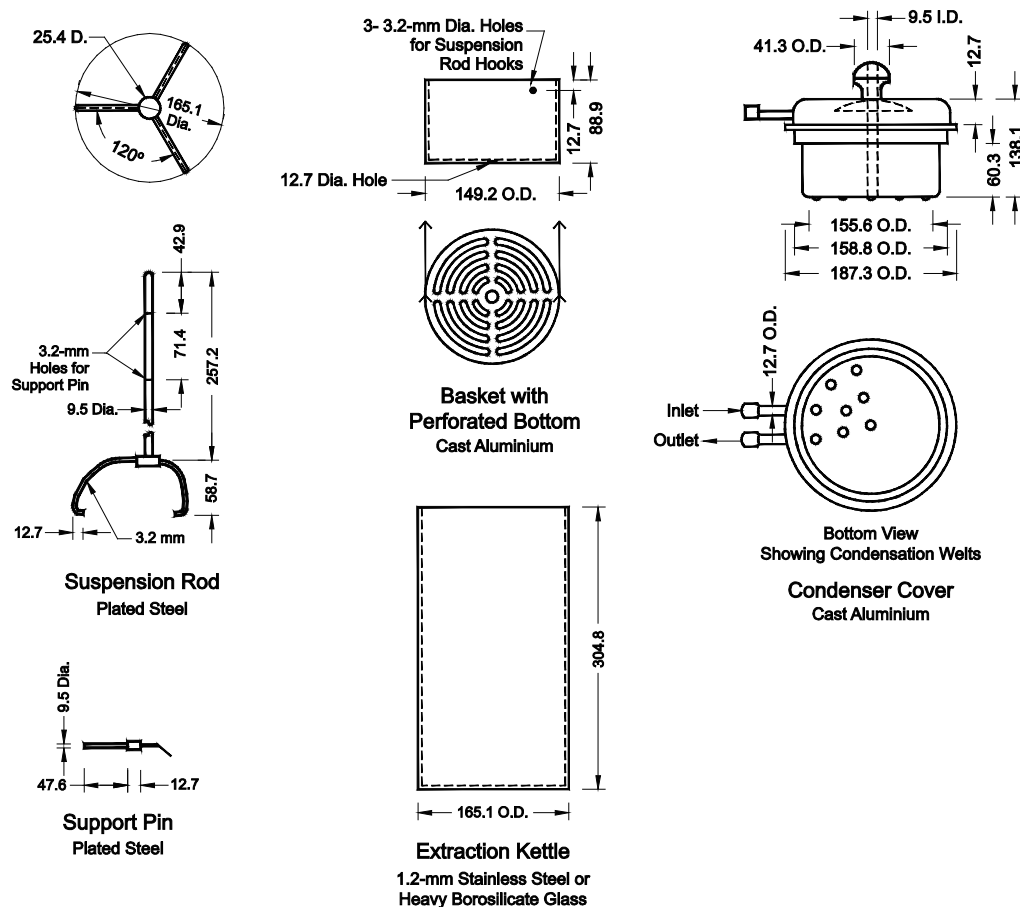 25.4 D.
165.1
Dia.
120º
42.9
71.4
257.2
3.2-mm
Holes for
Support Pin
9.5 Dia.
58.7
12.7
3.2 mm
Suspension Rod
Plated Steel
9.5 Dia.
47.6
12.7
Support Pin
Plated Steel
3- 3.2-mm Dia. Holes
for Suspension
Rod Hooks
12.7
88.9
12.7 Dia. Hole
149.2 O.D.
Basket with
Perforated Bottom
Cast Aluminium
304.8
165.1 O.D.
Extraction Kettle
1.2-mm Stainless Steel or
Heavy Borosilicate Glass
9.5 I.D.
41.3 O.D.
12.7
60.3
138.1
155.6 O.D.
158.8 O.D.
187.3 O.D.
12.7 O.D.
Inlet
Outlet
Bottom View
Showing Condensation Welts
Condenser Cover
Cast Aluminium